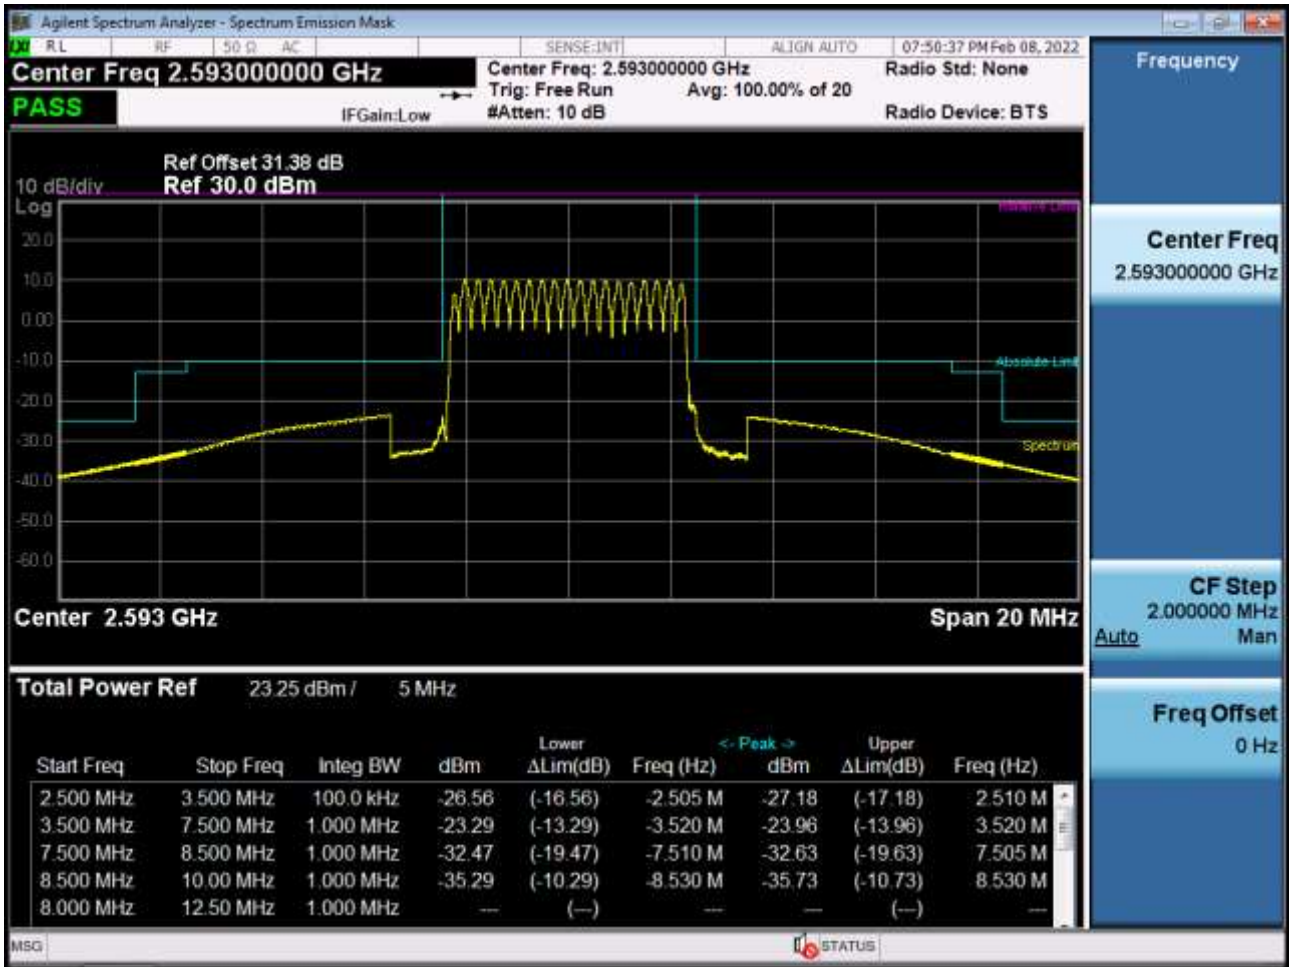 Agilent Spectrum Analyzer - Spectrum Emission Mask
RL RF 50 Ω AC SENSE:INT ALIGN AUTO 07:50:37 PM Feb 08, 2022
Center Freq 2.593000000 GHz
Center Freq: 2.593000000 GHz
Radio Std: None
PASS
Trig: Free Run
Avg: 100.00% of 20
IFGain:Low
#Atten: 10 dB
Radio Device: BTS
Ref Offset 31.38 dB
10 dB/div Ref 30.0 dBm
Log
20.0
10.0
0.00
-10.0
Absolute Limit
-20.0
-30.0
Spectrum
-40.0
-50.0
-60.0
Center 2.593 GHz
Span 20 MHz
Total Power Ref 23.25 dBm / 5 MHz
Lower <- Peak -> Upper
Start Freq Stop Freq Integ BW dBm ΔLim(dB) Freq (Hz) dBm ΔLim(dB) Freq (Hz)
2.500 MHz 3.500 MHz 100.0 kHz -26.56 (-16.56) -2.505 M -27.18 (-17.18) 2.510 M
3.500 MHz 7.500 MHz 1.000 MHz -23.29 (-13.29) -3.520 M -23.96 (-13.96) 3.520 M
7.500 MHz 8.500 MHz 1.000 MHz -32.47 (-19.47) -7.510 M -32.63 (-19.63) 7.505 M
8.500 MHz 10.00 MHz 1.000 MHz -35.29 (-10.29) -8.530 M -35.73 (-10.73) 8.530 M
8.000 MHz 12.50 MHz 1.000 MHz --- (---) --- --- (---) ---
MSG
STATUS
Frequency
Center Freq
2.593000000 GHz
CF Step
2.000000 MHz
Auto Man
Freq Offset
0 Hz